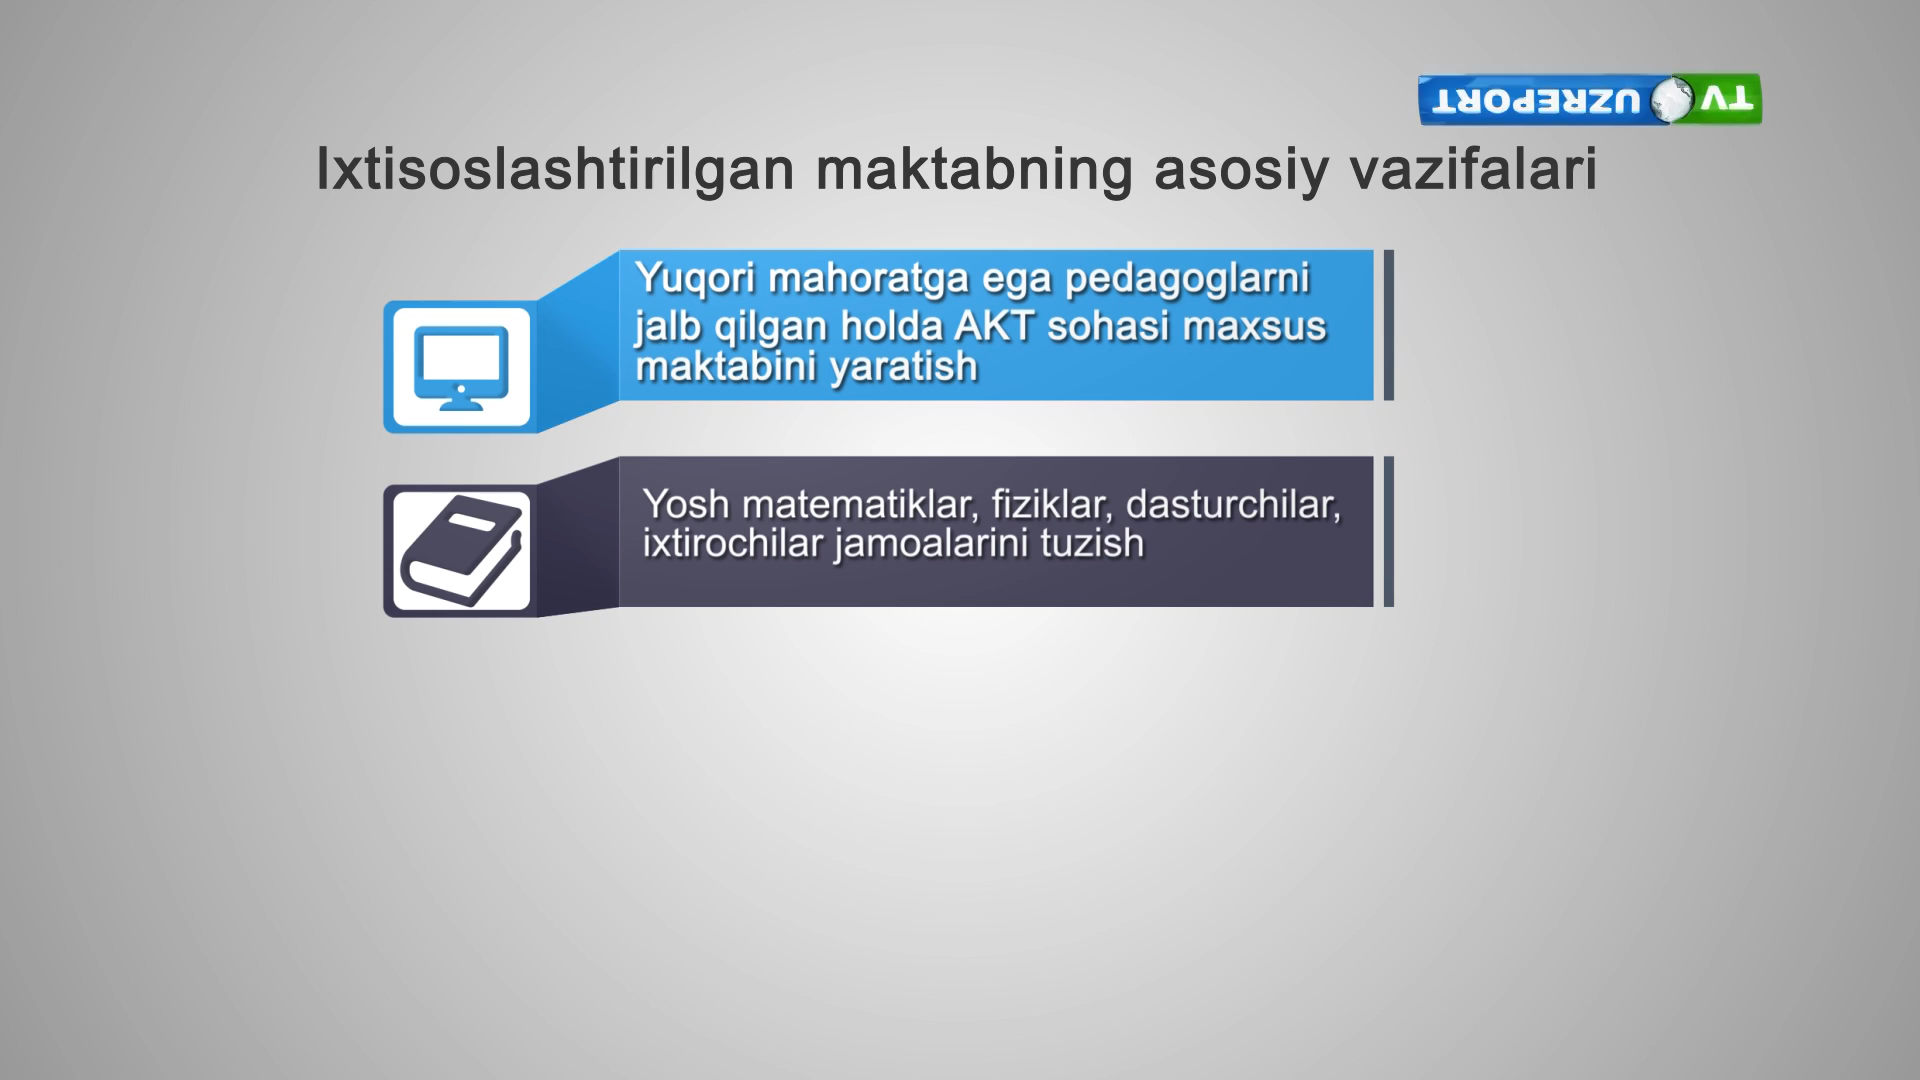 UZREPORT TV
Ixtisoslashtirilgan maktabning asosiy vazifalari
Yuqori mahoratga ega pedagoglarni
jalb qilgan holda AKT sohasi maxsus
maktabini yaratish
Yosh matematiklar, fiziklar, dasturchilar,
ixtirochilar jamoalarini tuzish